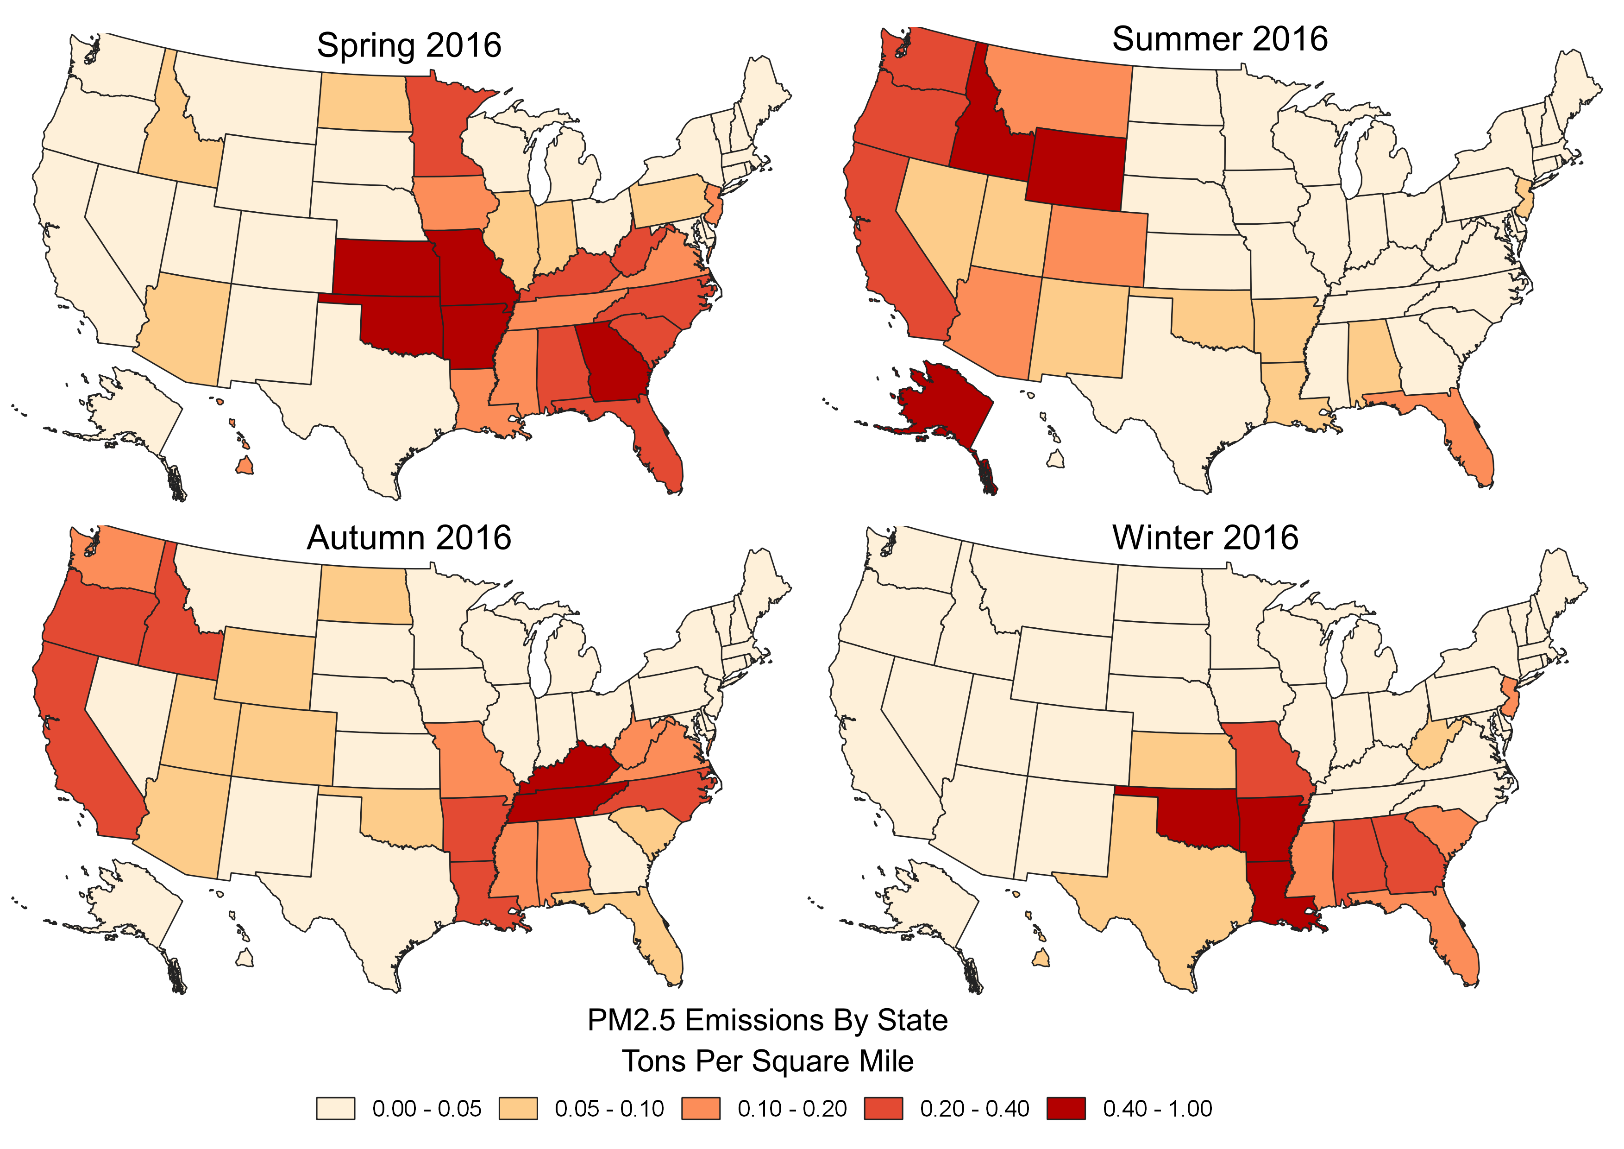 Spring 2016
Summer 2016
Autumn 2016
Winter 2016
PM2.5 Emissions By State
Tons Per Square Mile
0.00 - 0.05
0.05 - 0.10
0.10 - 0.20
0.20 - 0.40
0.40 - 1.00